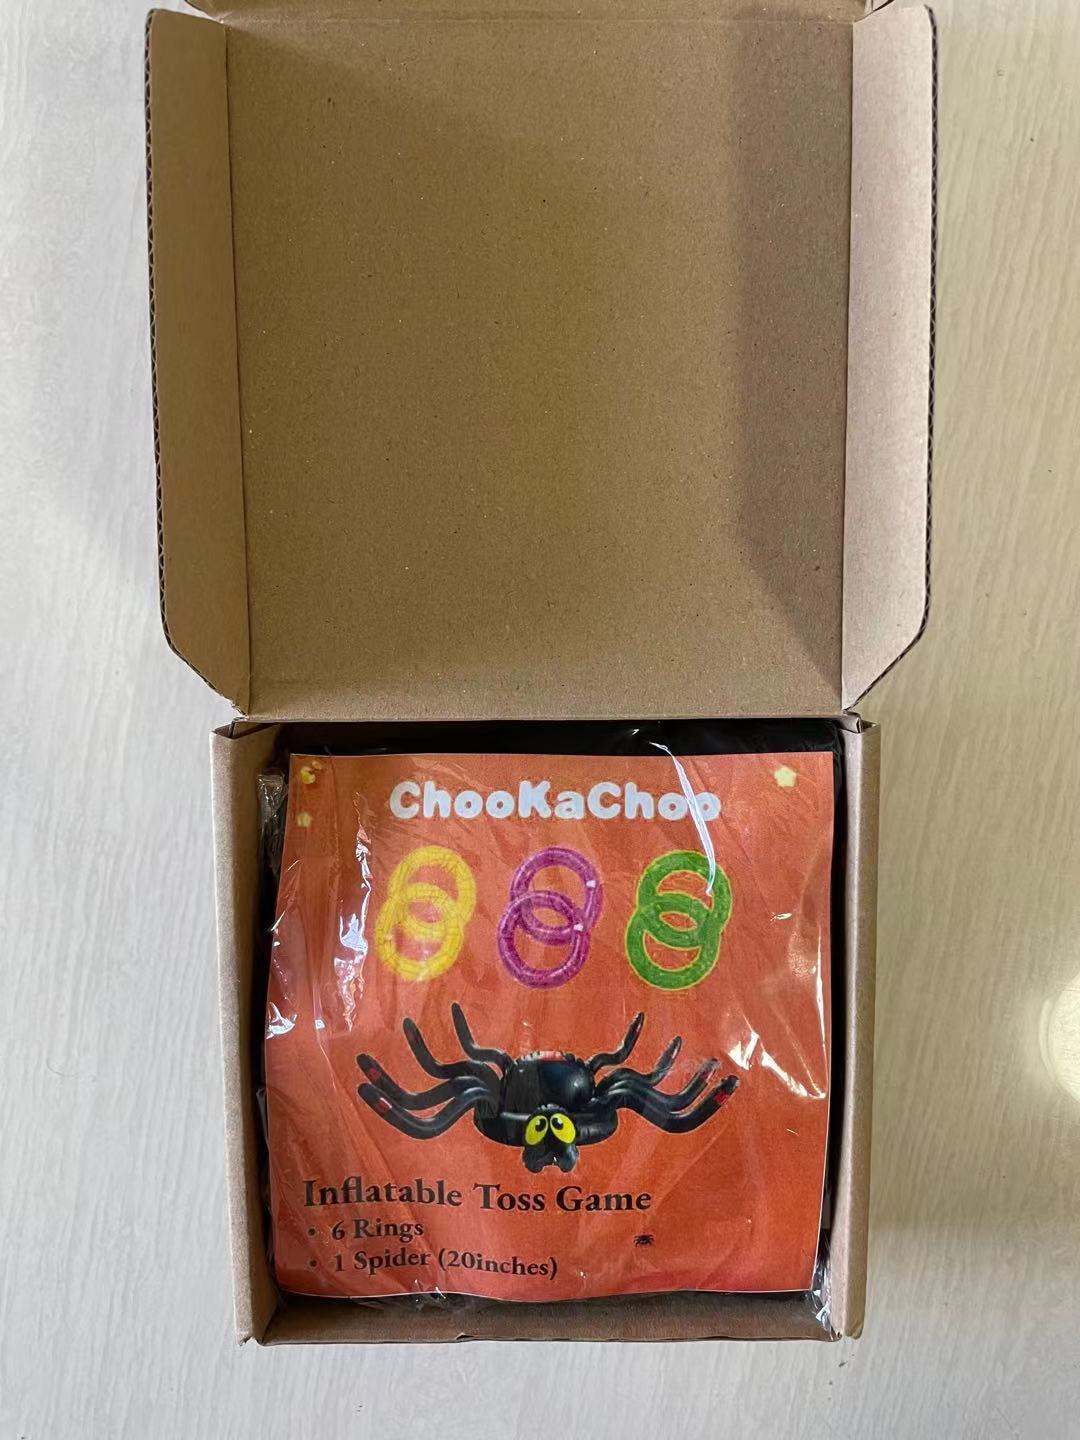 ChooKaChoo
Inflatable Toss Game
• 6 Rings
• 1 Spider (20inches)